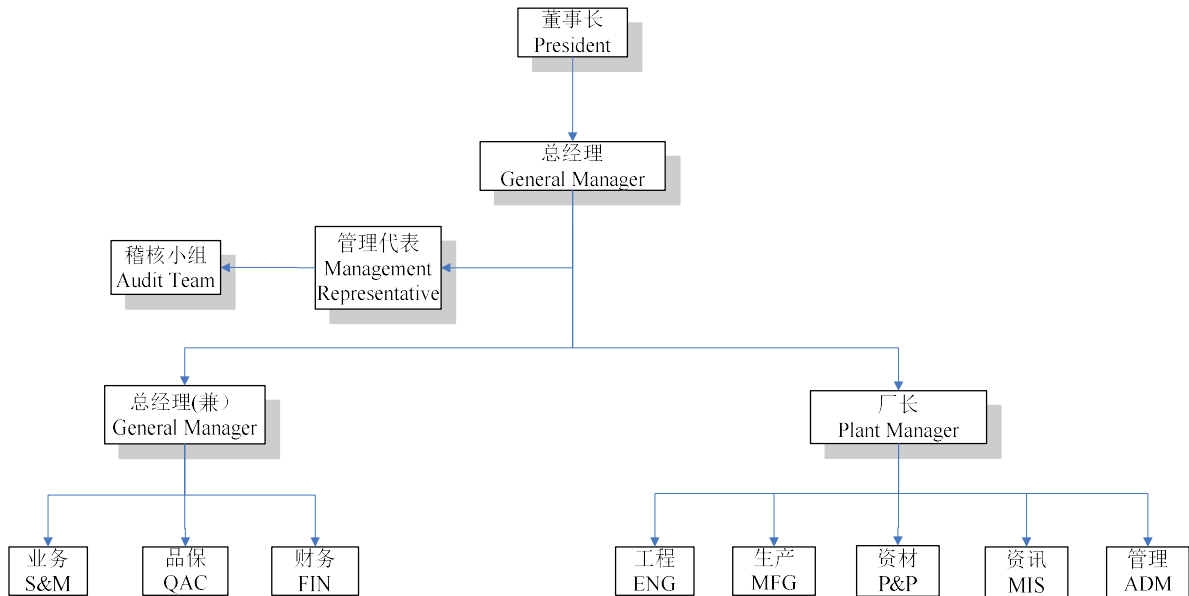 董事长
President
总经理
General Manager
管理代表
Management
Representative
稽核小组
Audit Team
总经理(兼）
General Manager
厂长
Plant Manager
业务
S&M
品保
QAC
财务
FIN
工程
ENG
生产
MFG
资材
P&P
资讯
MIS
管理
ADM